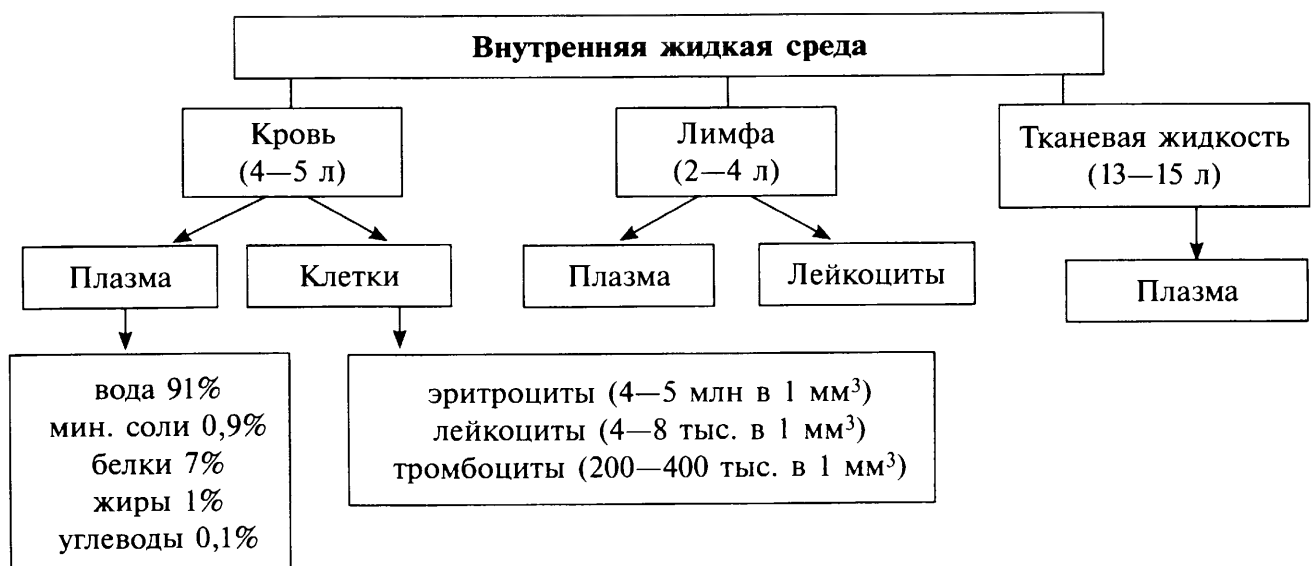 Внутренняя жидкая среда
Кровь
(4—5 л)
Лимфа
(2—4 л)
Тканевая жидкость
(13—15 л)
Плазма
Клетки
Плазма
Лейкоциты
Плазма
вода 91%
мин. соли 0,9%
белки 7%
жиры 1%
углеводы 0,1%
эритроциты (4—5 млн в 1 мм³)
лейкоциты (4—8 тыс. в 1 мм³)
тромбоциты (200—400 тыс. в 1 мм³)